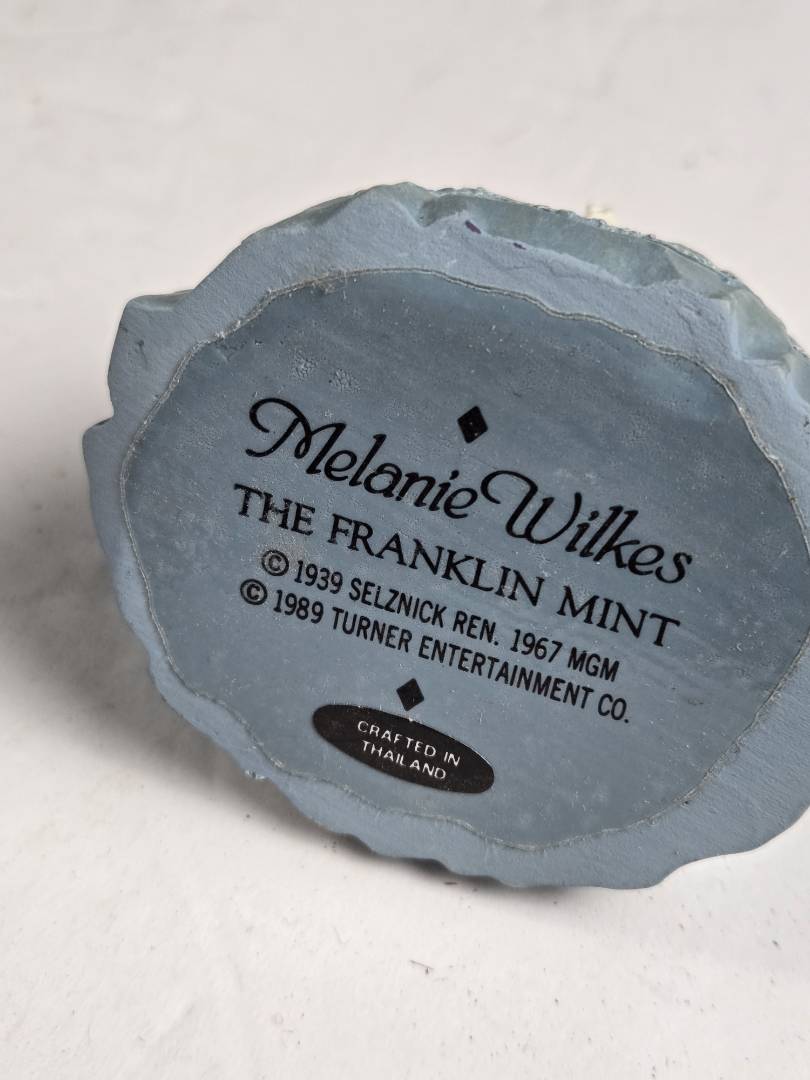 Melanie Wilkes
THE FRANKLIN MINT
© 1939 SELZNICK REN. 1967 MGM
© 1989 TURNER ENTERTAINMENT CO.
CRAFTED IN
THAILAND